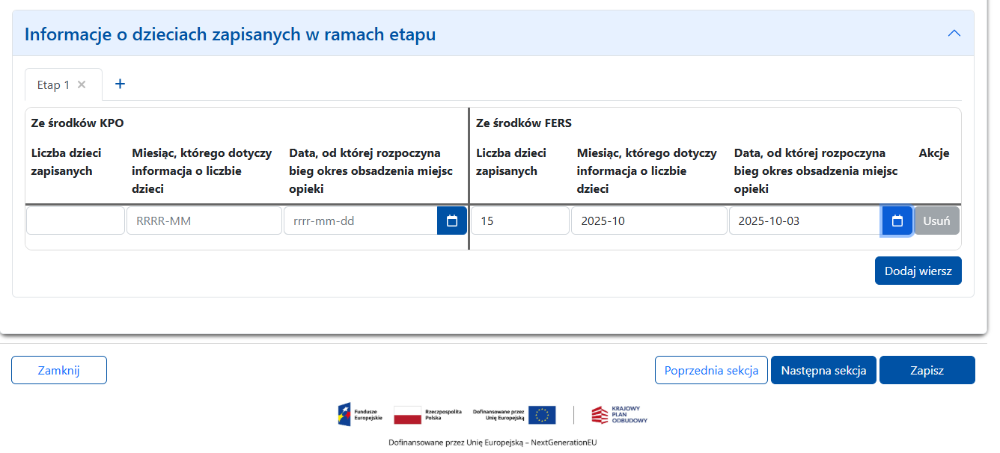 Informacje o dzieciach zapisanych w ramach etapu
Etap 1 ✕ +
Ze środków KPO
Ze środków FERS
Liczba dzieci
zapisanych
Miesiąc, którego dotyczy
informacja o liczbie
dzieci
Data, od której rozpoczyna
bieg okres obsadzenia miejsc
opieki
Liczba dzieci
zapisanych
Miesiąc, którego dotyczy
informacja o liczbie
dzieci
Data, od której rozpoczyna
bieg okres obsadzenia miejsc
opieki
Akcje
RRRR-MM
rrrr-mm-dd
15
2025-10
2025-10-03
Usuń
Dodaj wiersz
Zamknij
Poprzednia sekcja
Następna sekcja
Zapisz
Fundusze
Europejskie
Rzeczpospolita
Polska
Dofinansowane przez
Unię Europejską
KRAJOWY
PLAN
ODBUDOWY
Dofinansowane przez Unię Europejską – NextGenerationEU